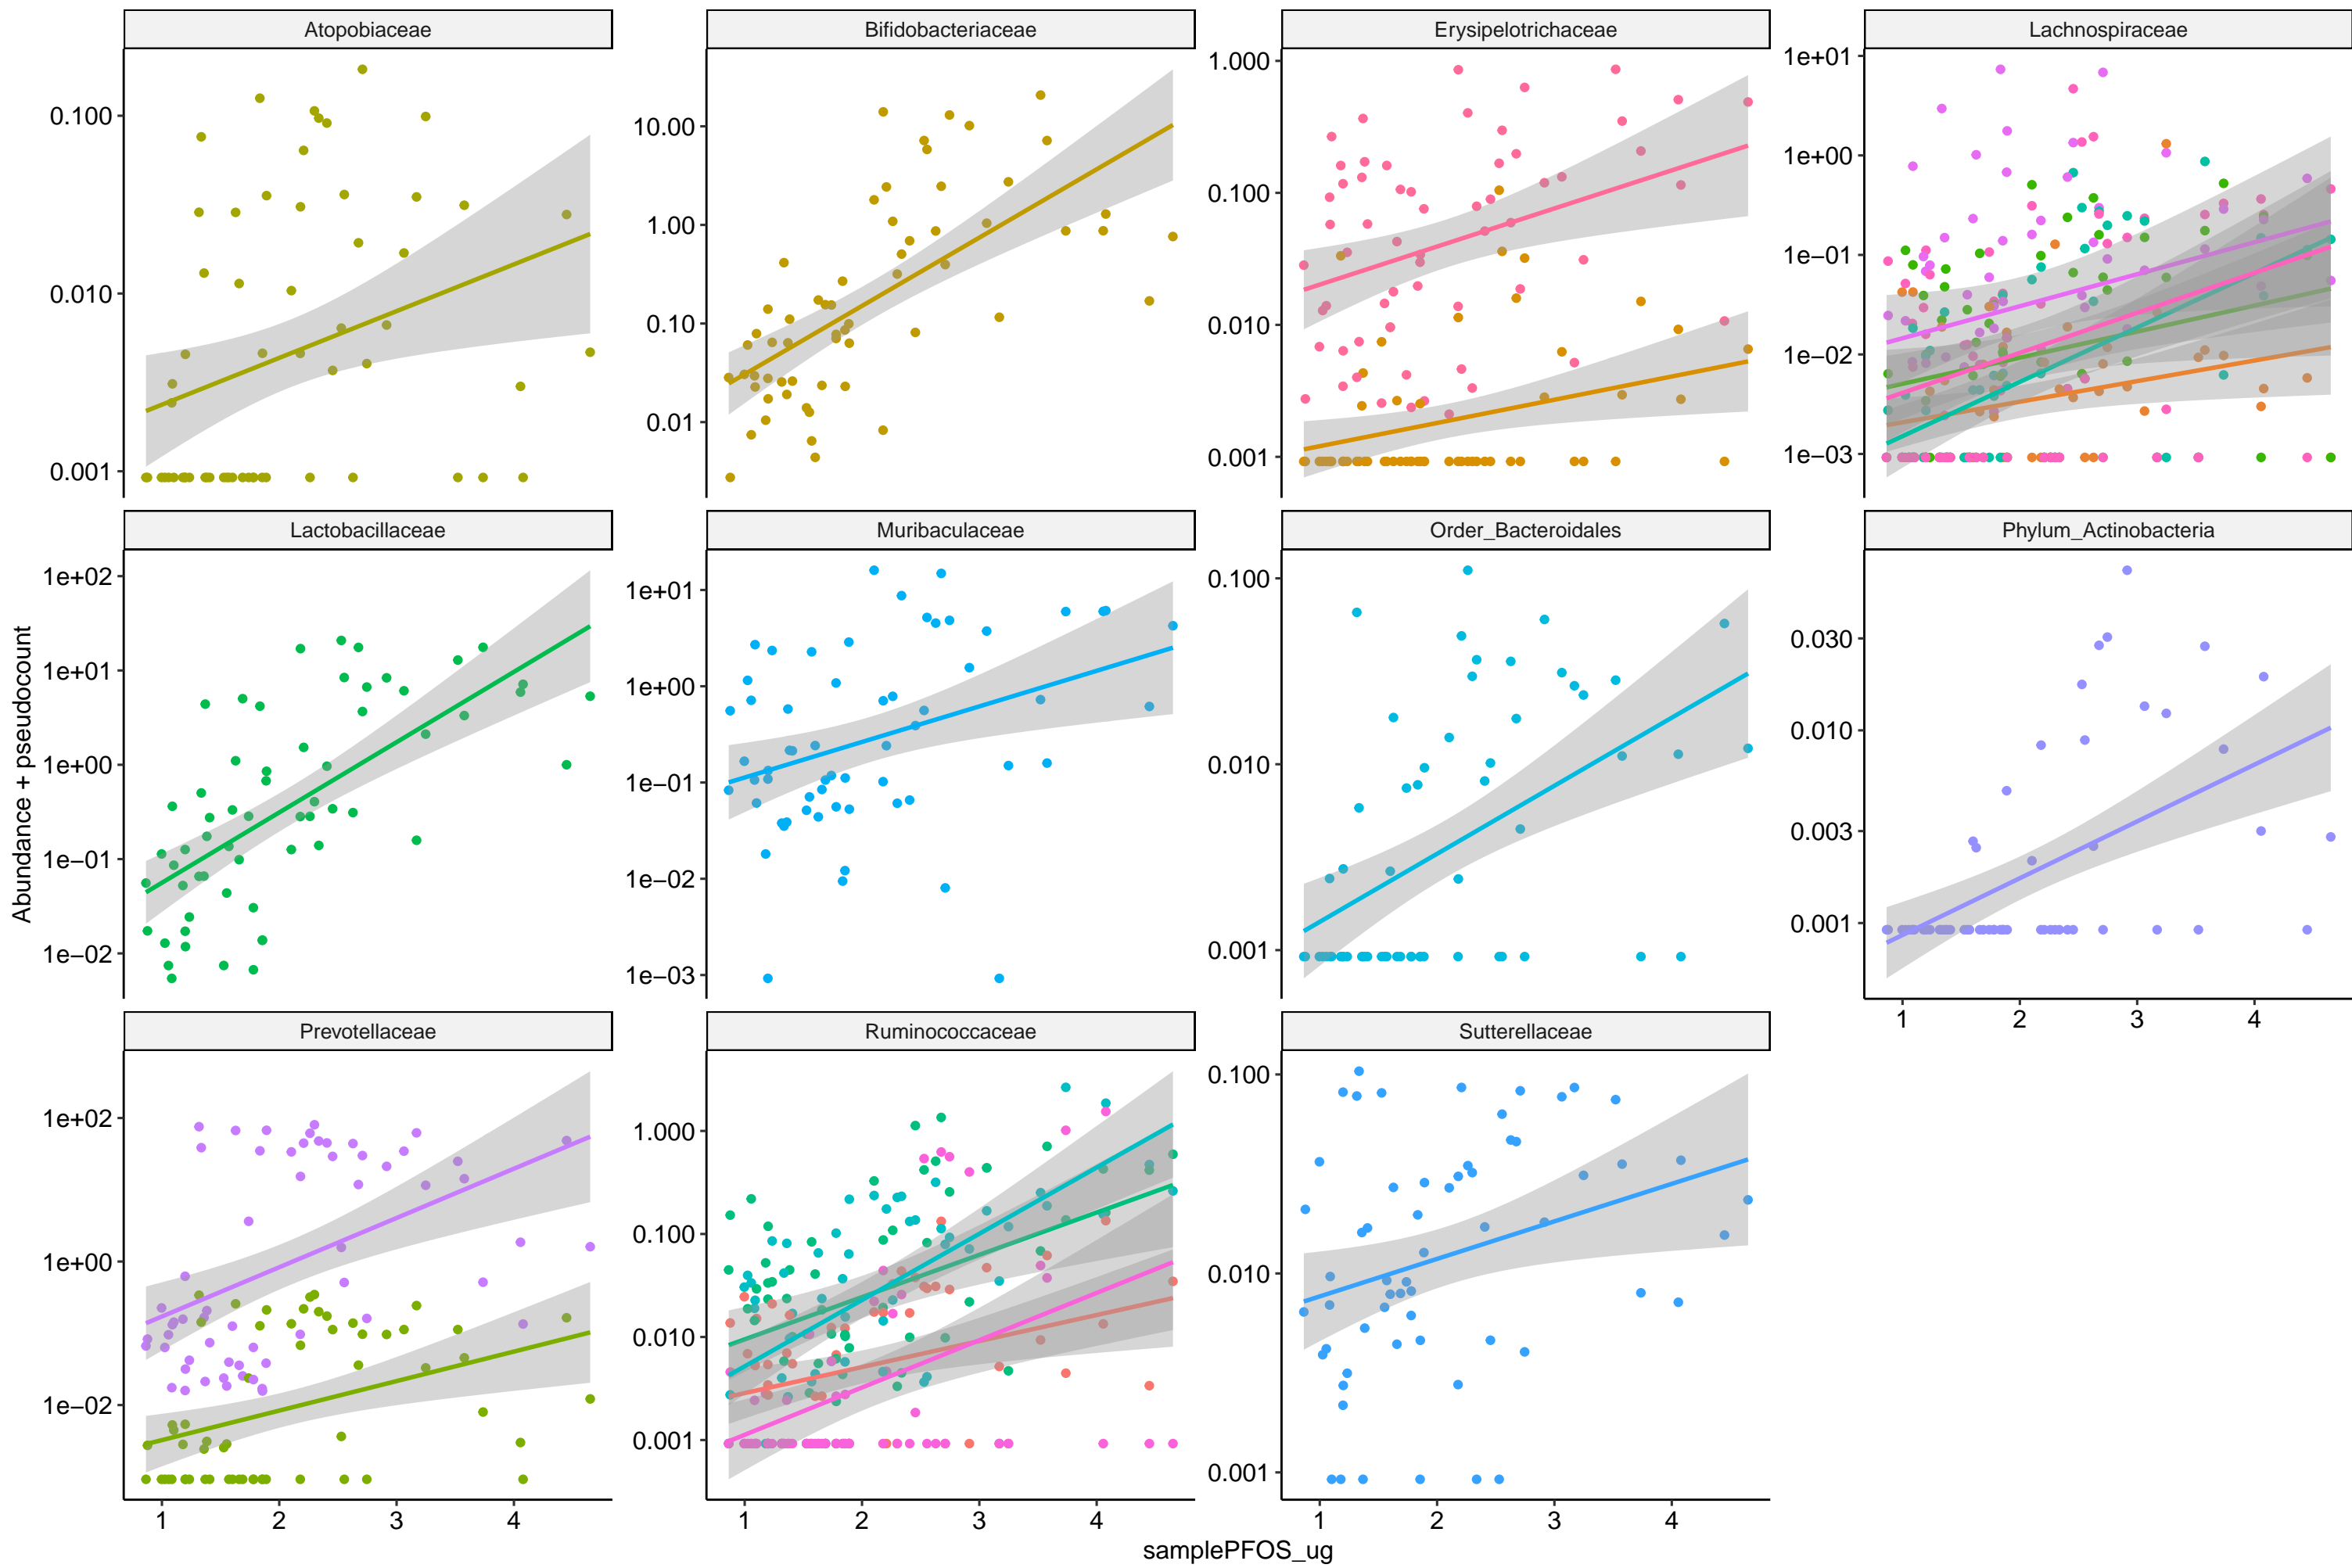 Atopobiaceae
Bifidobacteriaceae
Erysipelotrichaceae
Lachnospiraceae
0.100
0.010
0.001
10.00
1.00
0.10
0.01
1.000
0.100
0.010
0.001
1e+01
1e+00
1e−01
1e−02
1e−03
Lactobacillaceae
Muribaculaceae
Order_Bacteroidales
Phylum_Actinobacteria
1e+02
1e+01
1e+00
1e−01
1e−02
1e+01
1e+00
1e−01
1e−02
1e−03
0.100
0.010
0.001
0.030
0.010
0.003
0.001
1 2 3 4
Abundance + pseudocount
Prevotellaceae
Ruminococcaceae
Sutterellaceae
1e+02
1e+00
1e−02
1.000
0.100
0.010
0.001
0.100
0.010
0.001
1 2 3 4
1 2 3 4
1 2 3 4
samplePFOS_ug